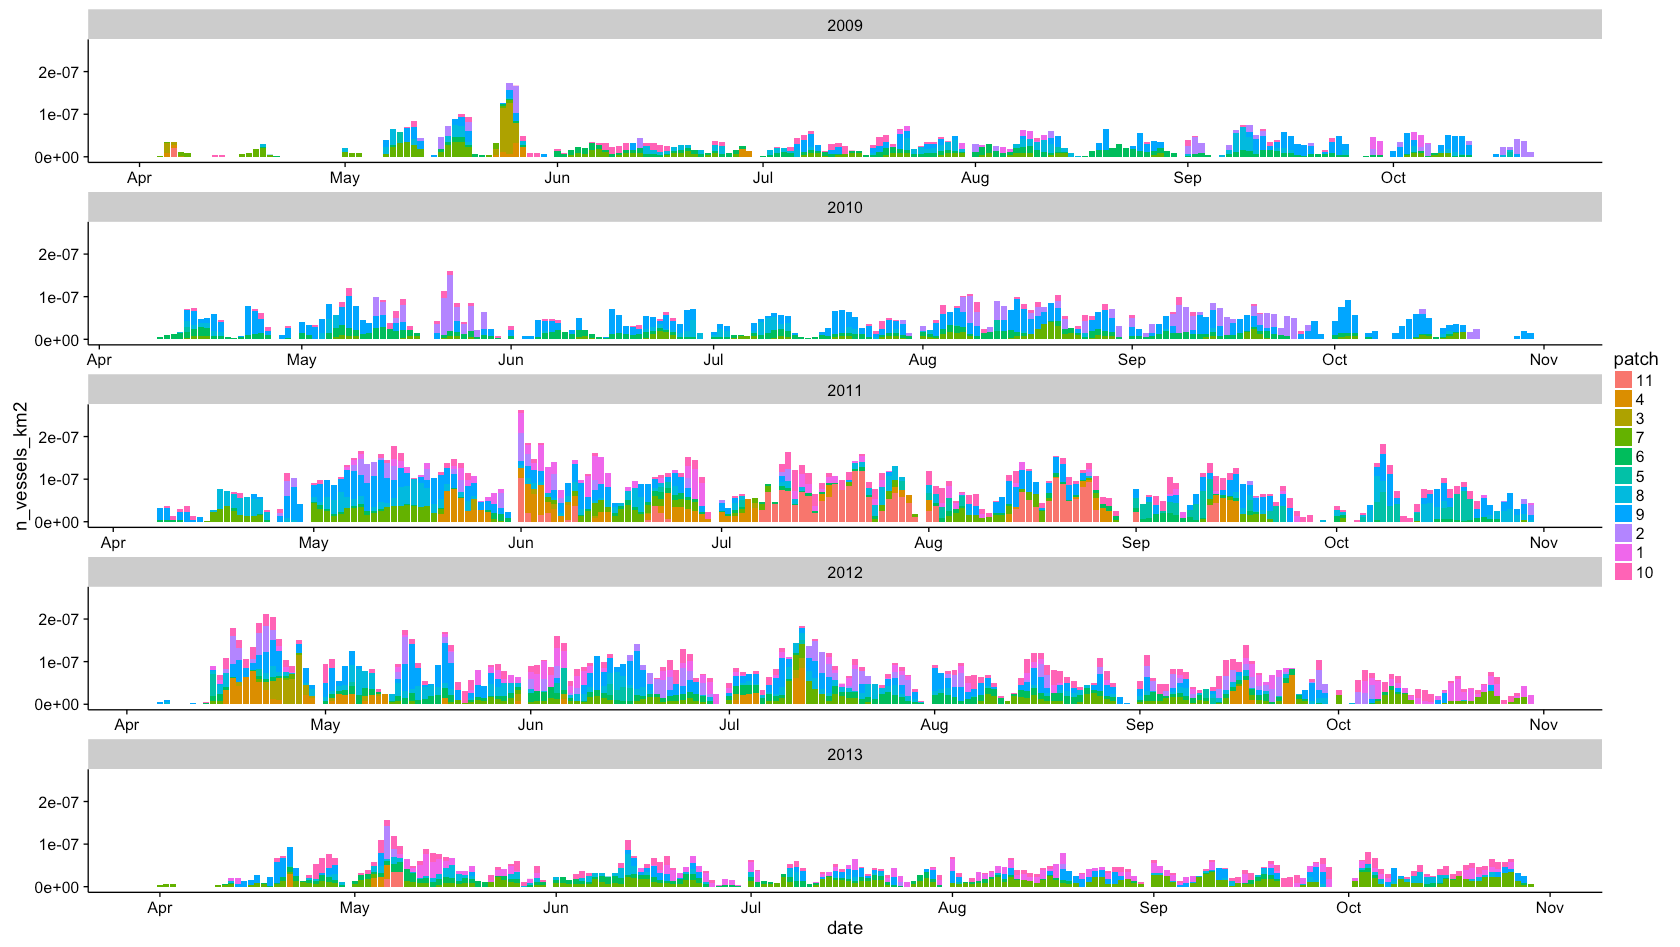 2009
2e-07
1e-07
0e+00
Apr May Jun Jul Aug Sep Oct
2010
2e-07
1e-07
0e+00
Apr May Jun Jul Aug Sep Oct Nov
2011
2e-07
1e-07
0e+00
Apr May Jun Jul Aug Sep Oct Nov
2012
2e-07
1e-07
0e+00
Apr May Jun Jul Aug Sep Oct Nov
2013
2e-07
1e-07
0e+00
Apr May Jun Jul Aug Sep Oct Nov
date
n_vessels_km2
patch
11
4
3
7
6
5
8
9
2
1
10